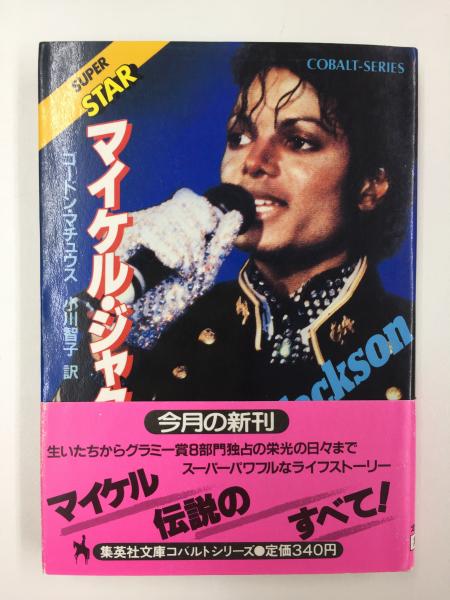 SUPER
STAR
COBALT-SERIES
マイケル・ジャク
ゴードン・マチュウス 小川智子 訳
Jackson
今月の新刊
生いたちからグラミー賞8部門独占の栄光の日々まで
スーパーパワフルなライフストーリー
マイケル
伝説の
すべて!
集英社文庫コバルトシリーズ●定価340円